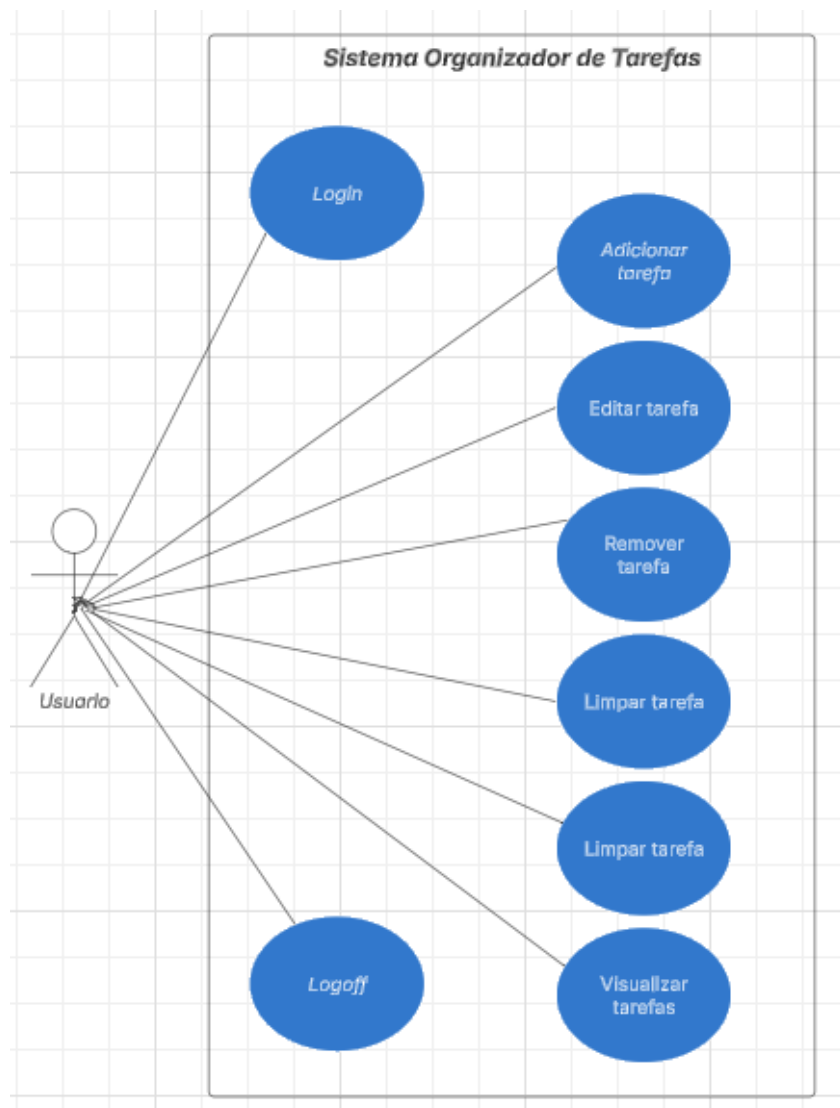 Sistema Organizador de Tarefas
Login
Adicionar
tarefa
Editar tarefa
Remover
tarefa
Usuario
Limpar tarefa
Limpar tarefa
Logoff
Visualizar
tarefas